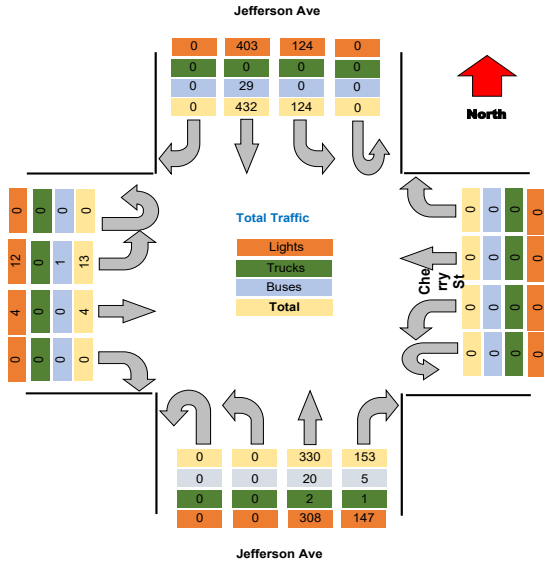 Jefferson Ave
0 403 124 0
0 0 0 0
0 29 0 0
0 432 124 0
North
0 0 0 0
12 0 1 13
4 0 0 4
0 0 0 0
Total Traffic
Lights
Trucks
Buses
Total
Che
rry
St
0 0 0 0
0 0 0 0
0 0 0 0
0 0 0 0
0 0 330 153
0 0 20 5
0 0 2 1
0 0 308 147
Jefferson Ave